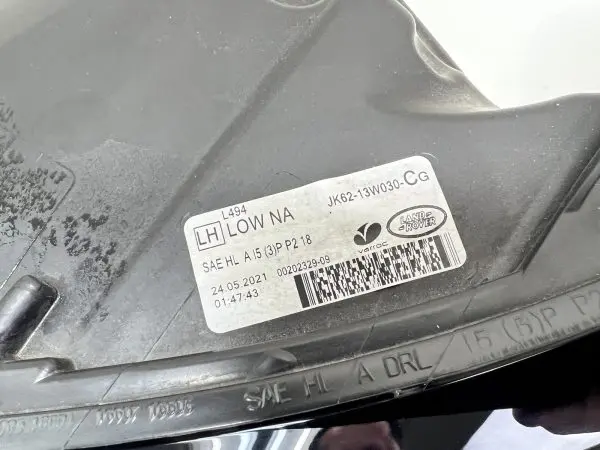 L494
LH LOW NA
JK62-13W030-CG
SAE HL A I5 (3)P P2 18
varroc
LAND ROVER
24.05.2021 00202329-09
01:47:43
SAE HL A DRL I5 (3)P P2